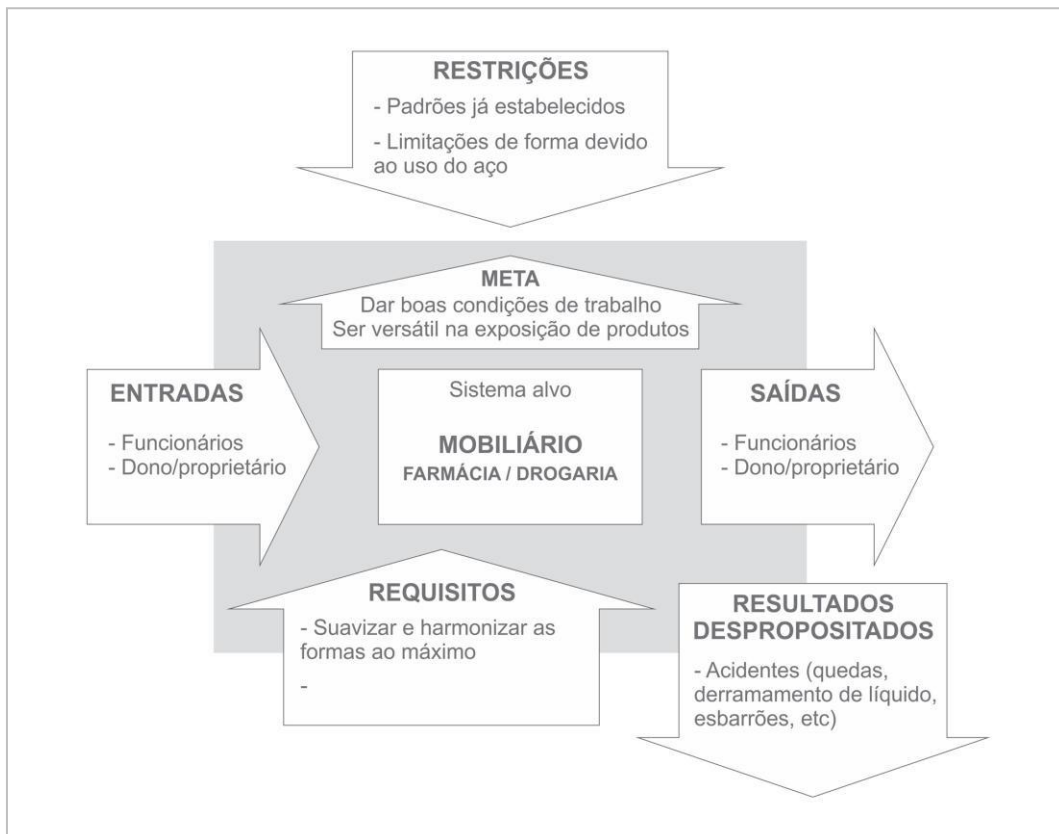 RESTRIÇÕES
- Padrões já estabelecidos
- Limitações de forma devido
ao uso do aço
META
Dar boas condições de trabalho
Ser versátil na exposição de produtos
ENTRADAS
- Funcionários
- Dono/proprietário
Sistema alvo
MOBILIÁRIO
FARMÁCIA / DROGARIA
SAÍDAS
- Funcionários
- Dono/proprietário
REQUISITOS
- Suavizar e harmonizar as
formas ao máximo
-
RESULTADOS
DESPROPOSITADOS
- Acidentes (quedas,
derramamento de líquido,
esbarrões, etc)